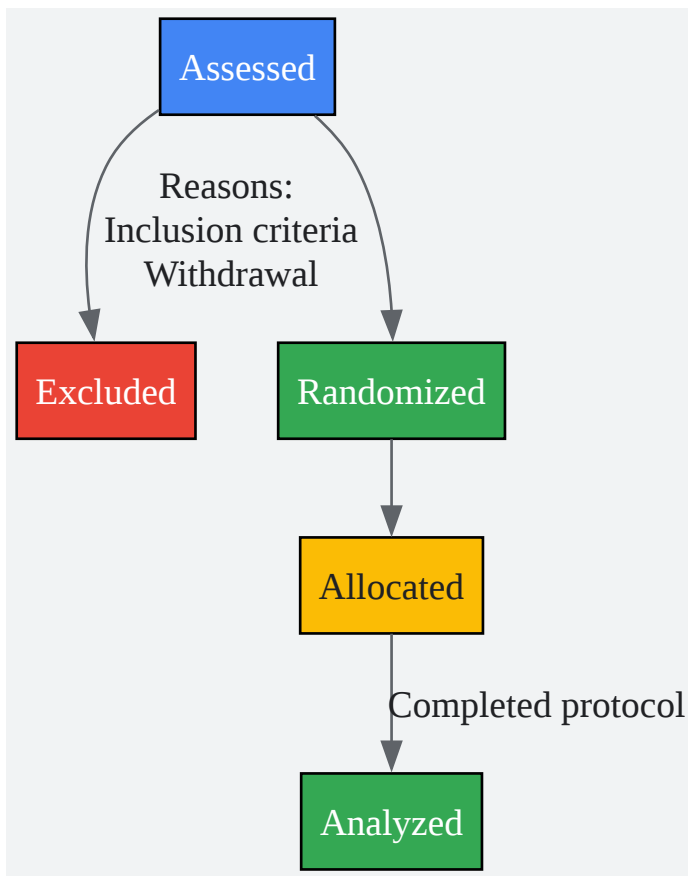 Assessed
Reasons:
Inclusion criteria
Withdrawal
Excluded
Randomized
Allocated
Completed protocol
Analyzed